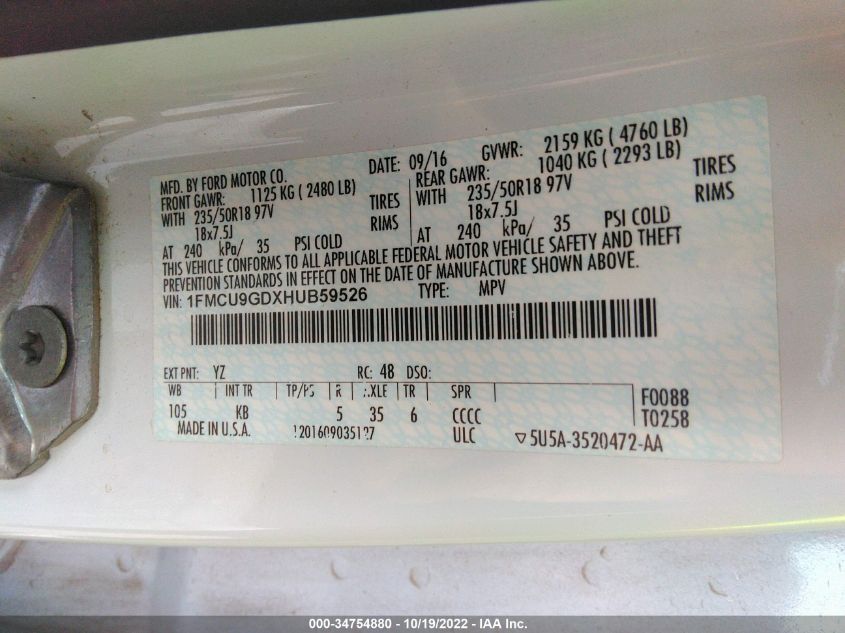 MFD. BY FORD MOTOR CO. DATE: 09/16 GVWR: 2159 KG ( 4760 LB)
FRONT GAWR: 1125 KG ( 2480 LB) REAR GAWR: 1040 KG ( 2293 LB)
WITH 235/50R18 97V TIRES WITH 235/50R18 97V TIRES
18x7.5J RIMS 18x7.5J RIMS
AT 240 kPa/ 35 PSI COLD AT 240 kPa/ 35 PSI COLD
THIS VEHICLE CONFORMS TO ALL APPLICABLE FEDERAL MOTOR VEHICLE SAFETY AND THEFT
PREVENTION STANDARDS IN EFFECT ON THE DATE OF MANUFACTURE SHOWN ABOVE.
VIN: 1FMCU9GDXHUB59526 TYPE: MPV
EXT PNT: YZ RC: 48 DSO:
WB INT TR TP/PS R AXLE TR SPR F0088
105 KB 5 35 6 CCCC T0258
MADE IN U.S.A. ULC ▽5U5A-3520472-AA
000-34754880 - 10/19/2022 - IAA Inc.